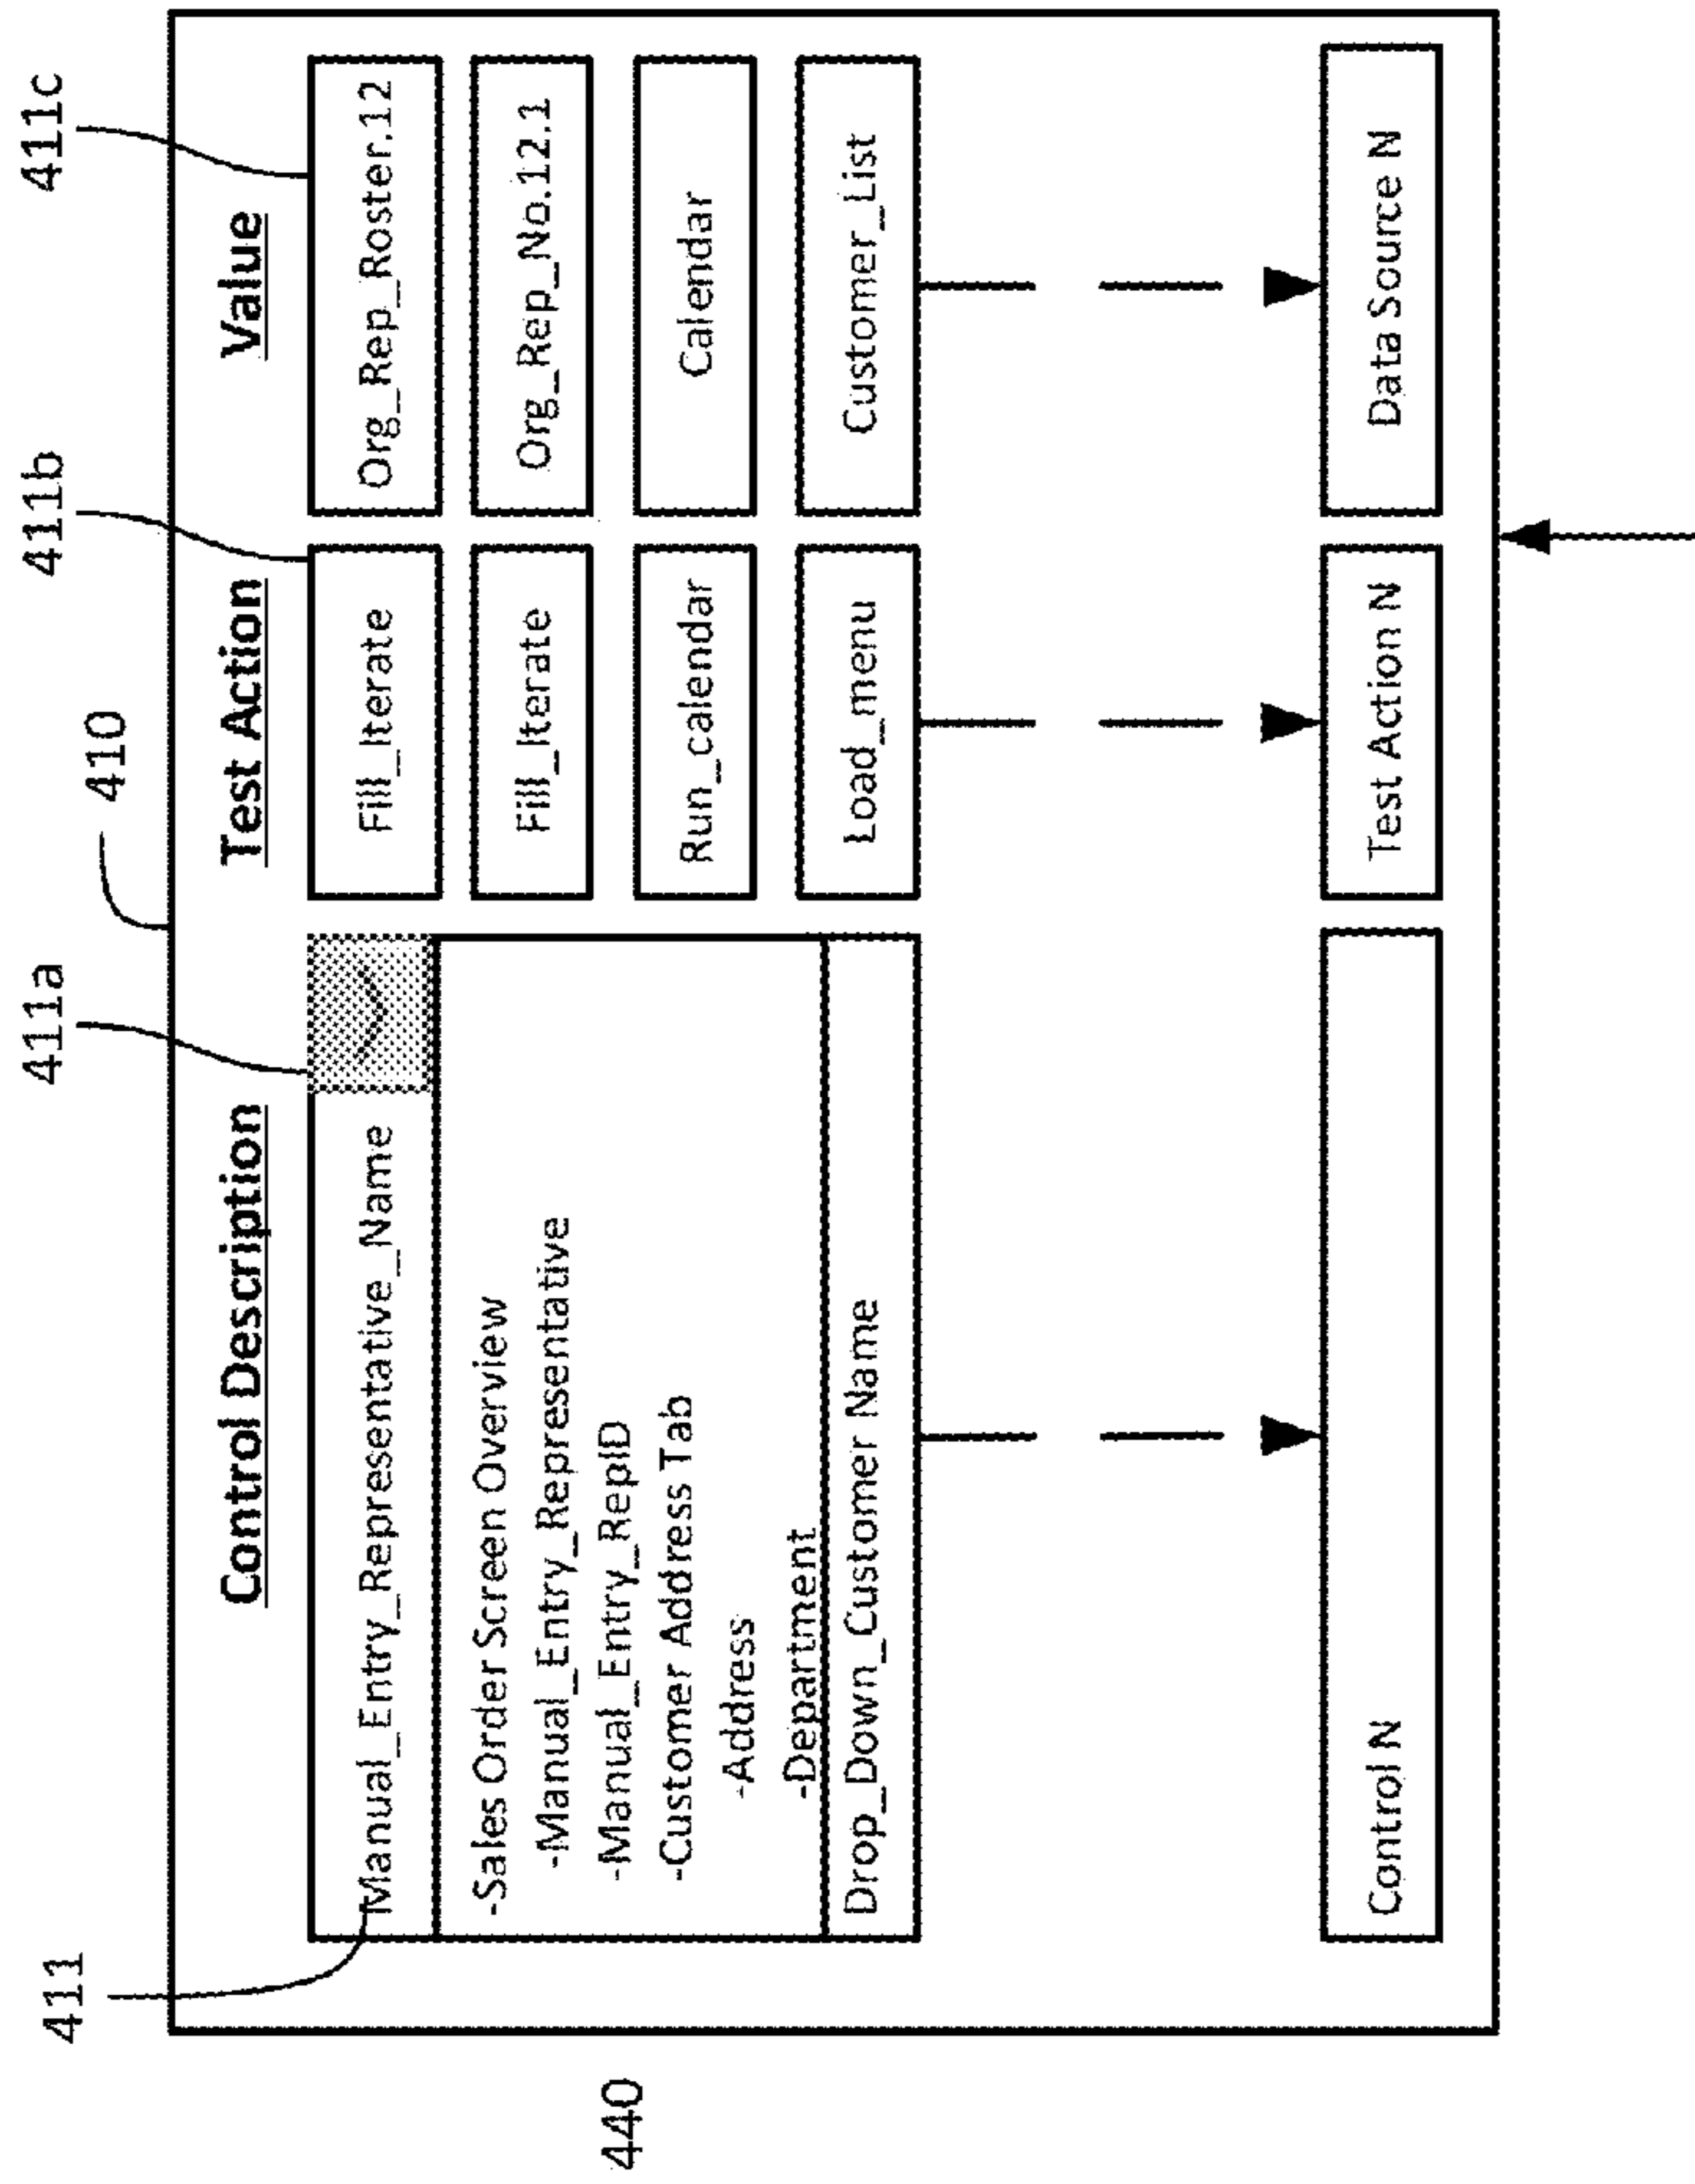 410
411
411a
411b
411c
Control Description
Test Action
Value
Manual_Entry_Representative_Name
Fill_Iterate
Org_Rep_Roster.12
-Sales Order Screen Overview
-Manual_Entry_Representative
-Manual_Entry_RepID
-Customer Address Tab
-Address
-Department
Fill_Iterate
Org_Rep_No.12.1
Run_calendar
Calendar
Drop_Down_Customer Name
Load_menu
Customer_List
440
Control N
Test Action N
Data Source N